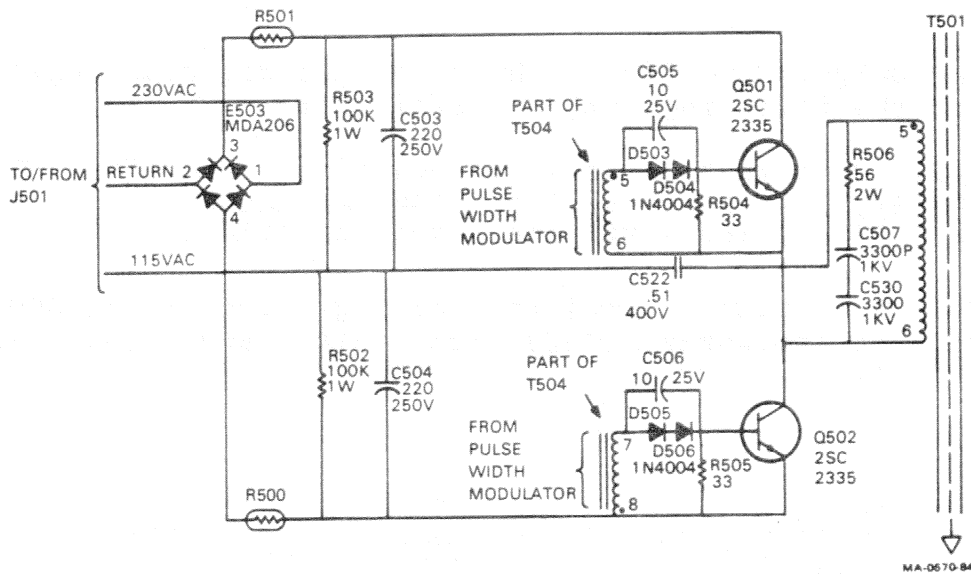 R501
T501
230VAC
E503
MDA206
3
2
1
4
TO/FROM
J501
RETURN
115VAC
R503
100K
1W
C503
220
250V
PART OF
T504
FROM
PULSE
WIDTH
MODULATOR
C505
10
25V
D503
D504
1N4004
5
6
R504
33
Q501
2SC
2335
C522
.51
400V
5
R506
56
2W
C507
3300P
1KV
C530
3300
1KV
6
R502
100K
1W
C504
220
250V
PART OF
T504
FROM
PULSE
WIDTH
MODULATOR
C506
10 25V
D505
D506
1N4004
7
8
R505
33
Q502
2SC
2335
R500
MA-0570-84